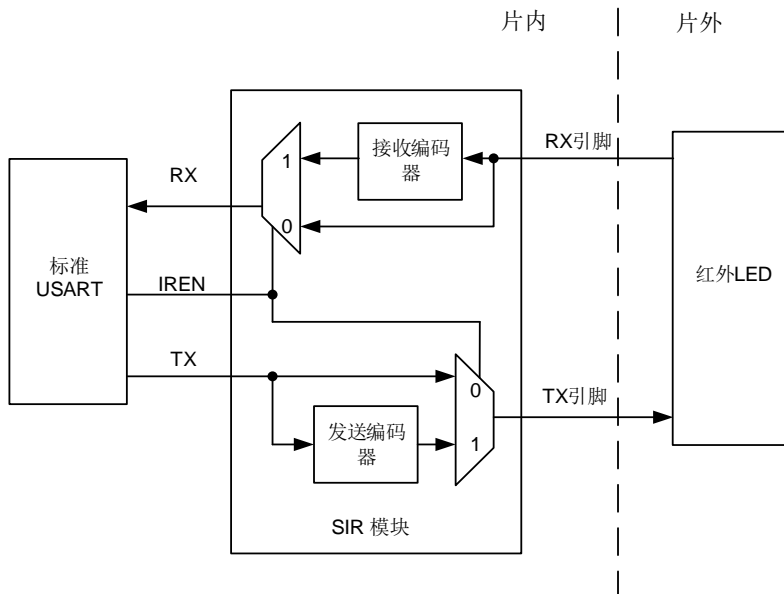 片内
片外
接收编码
器
RX引脚
1
RX
0
标准
USART
IREN
红外LED
TX
0
TX引脚
发送编码
器
1
SIR 模块